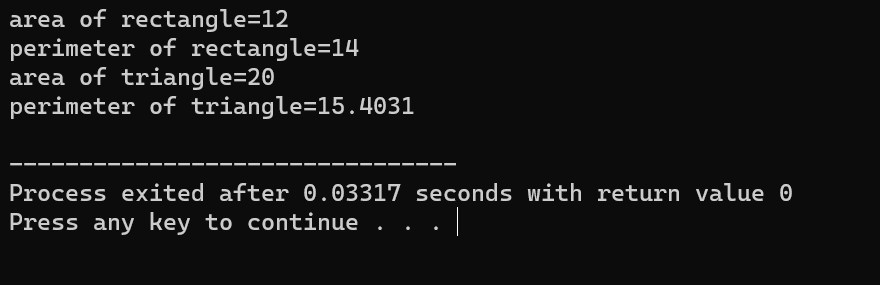 area of rectangle=12
perimeter of rectangle=14
area of triangle=20
perimeter of triangle=15.4031
--------------------------------
Process exited after 0.03317 seconds with return value 0
Press any key to continue . . .